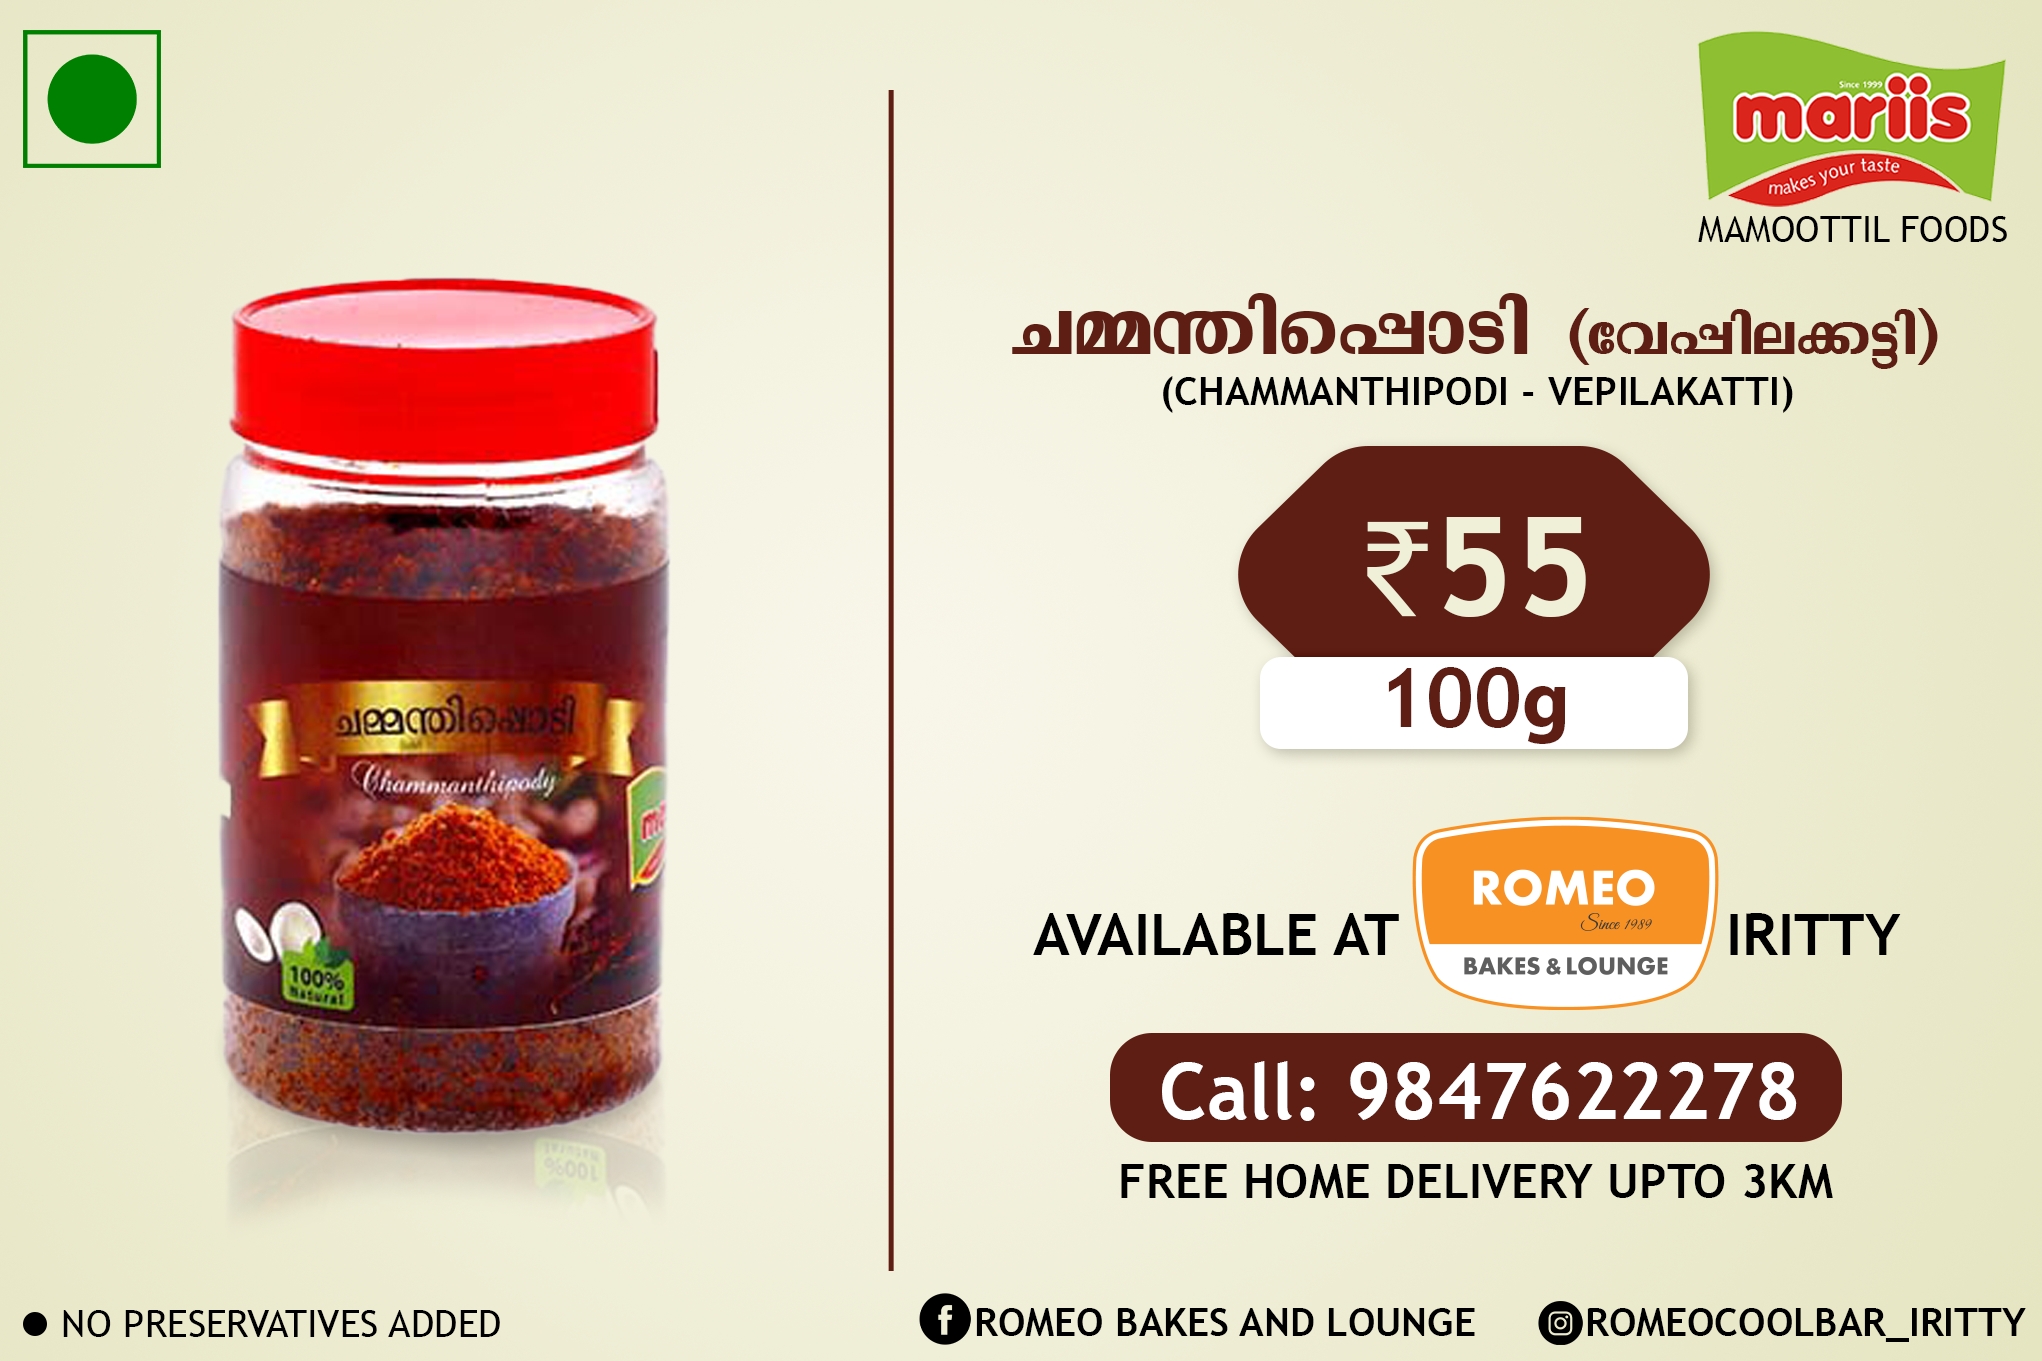 Since 1999
mariis
makes your taste
MAMOOTTIL FOODS
ചമ്മന്തിപ്പൊടി (വേപ്പിലക്കട്ടി)
(CHAMMANTHIPODI - VEPILAKATTI)
₹55
100g
ചമ്മന്തിപ്പൊടി
Chammanthipody
100%
Natural
AVAILABLE AT ROMEO IRITTY
Since 1989
BAKES & LOUNGE
Call: 9847622278
FREE HOME DELIVERY UPTO 3KM
● NO PRESERVATIVES ADDED
ROMEO BAKES AND LOUNGE
ROMEOCOOLBAR_IRITTY